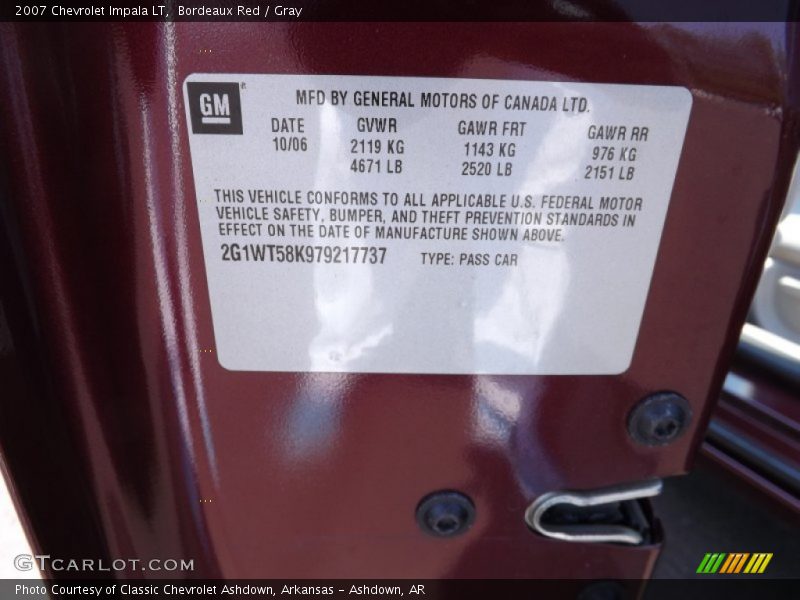 2007 Chevrolet Impala LT, Bordeaux Red / Gray
GM
MFD BY GENERAL MOTORS OF CANADA LTD.
DATE GVWR GAWR FRT GAWR RR
10/06 2119 KG 1143 KG 976 KG
4671 LB 2520 LB 2151 LB
THIS VEHICLE CONFORMS TO ALL APPLICABLE U.S. FEDERAL MOTOR
VEHICLE SAFETY, BUMPER, AND THEFT PREVENTION STANDARDS IN
EFFECT ON THE DATE OF MANUFACTURE SHOWN ABOVE.
2G1WT58K979217737 TYPE: PASS CAR
GTCARLOT.COM
Photo Courtesy of Classic Chevrolet Ashdown, Arkansas - Ashdown, AR